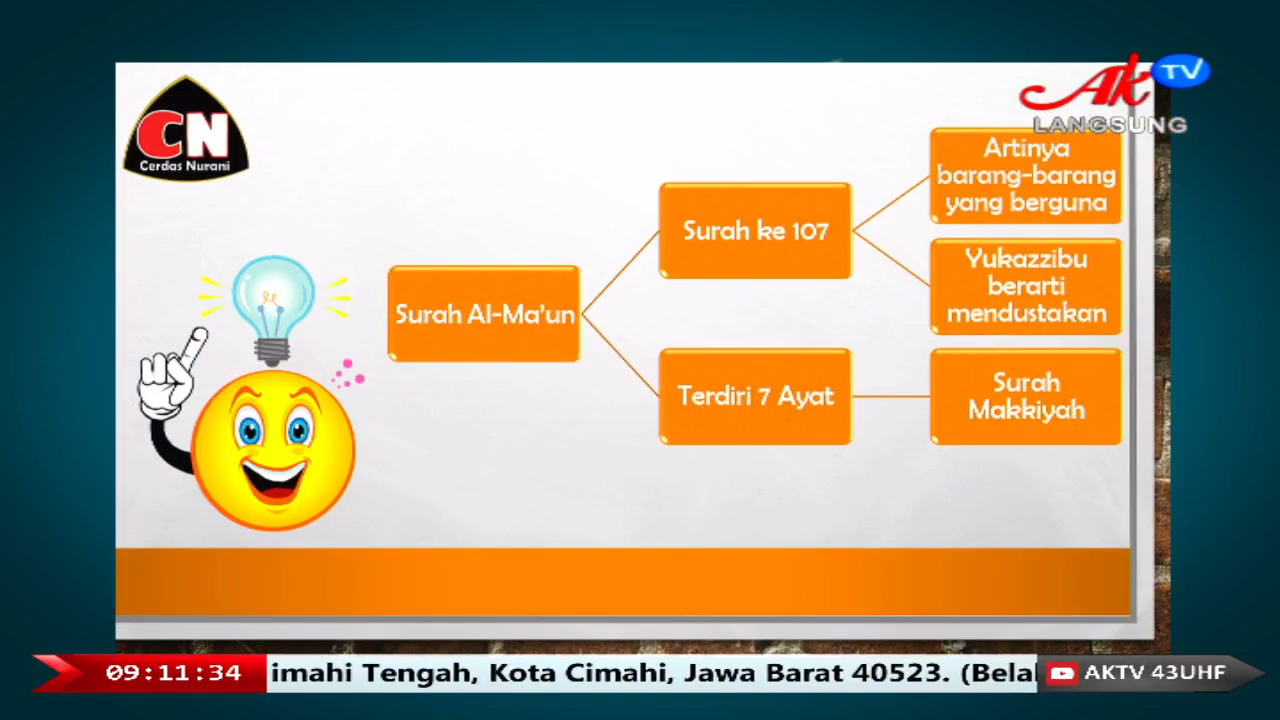 Ak TV
LANGSUNG
CN
Cerdas Nurani
Surah Al-Ma'un
Surah ke 107
Artinya
barang-barang
yang berguna
Yukazzibu
berarti
mendustakan
Terdiri 7 Ayat
Surah
Makkiyah
09:11:34
imahi Tengah, Kota Cimahi, Jawa Barat 40523. (Bela
AKTV 43UHF